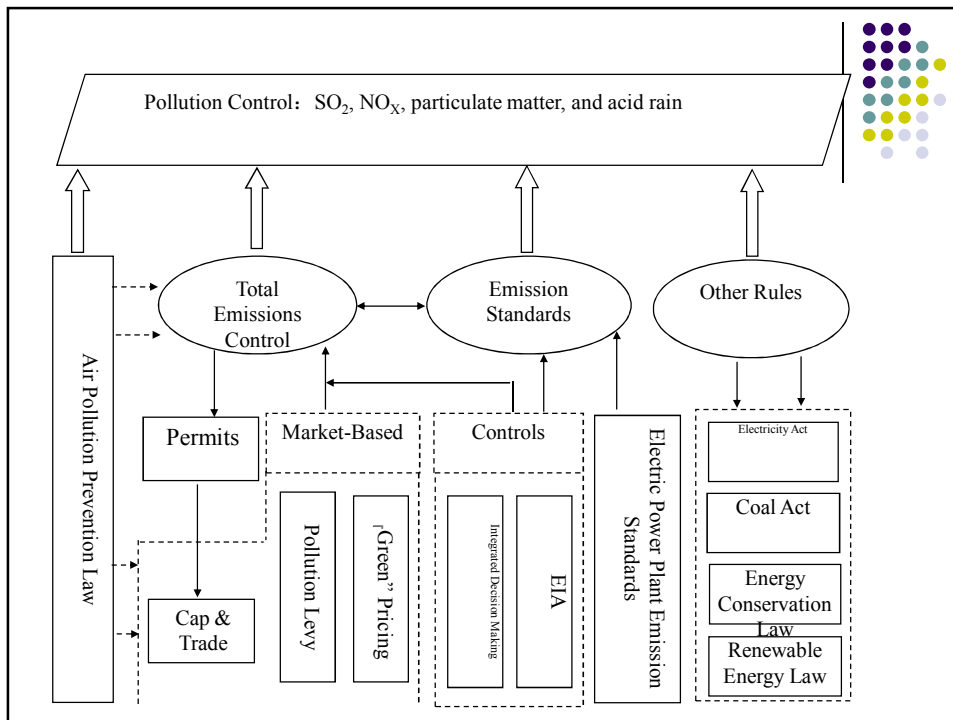 Pollution Control：SO₂, NOX, particulate matter, and acid rain
Air Pollution Prevention Law
Total
Emissions
Control
Emission
Standards
Other Rules
Permits
Market-Based
Controls
Electric Power Plant Emission
Standards
Electricity Act
Coal Act
Energy
Conservation
Law
Renewable
Energy Law
Cap &
Trade
Pollution Levy
「Green” Pricing
Integrated Decision Making
EIA